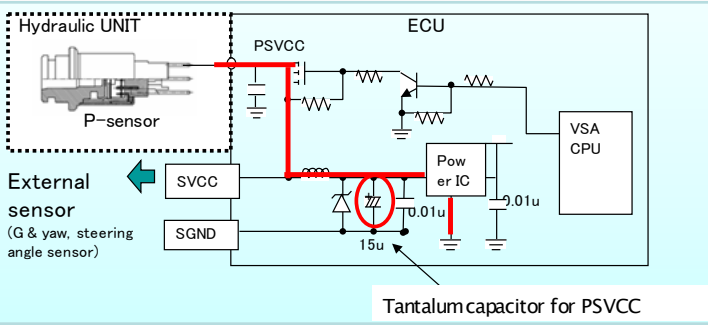 Hydraulic UNIT
ECU
PSVCC
P-sensor
VSA
CPU
Pow
er IC
External
sensor
(G & yaw, steering
angle sensor)
SVCC
SGND
0.01u
0.01u
15u
Tantalum capacitor for PSVCC